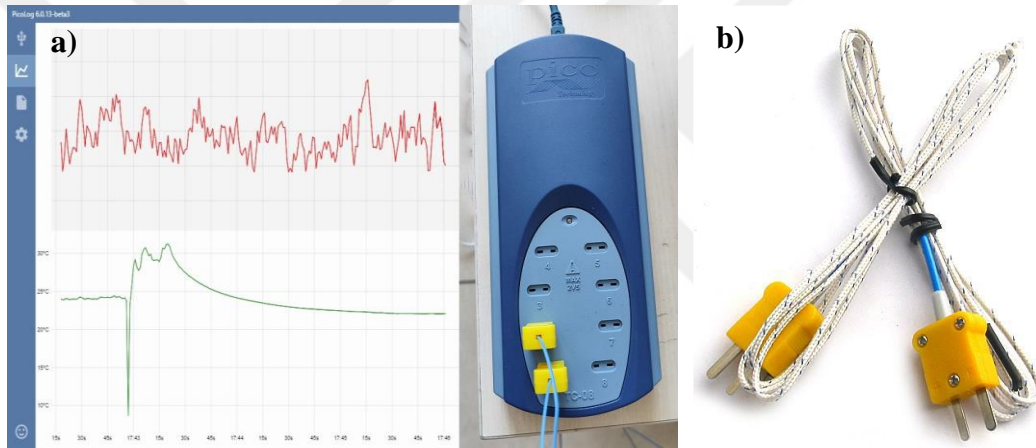 PicoLog 6.0.13-beta3
a)
30°C
25°C
20°C
15°C
10°C
15s 30s 45s 17:43 15s 30s 45s 17:44 15s 30s 45s 17:45 15s 30s 45s 17:46
pico
Technology
4 5
MAX
3 6
7
8
TC-08
b)